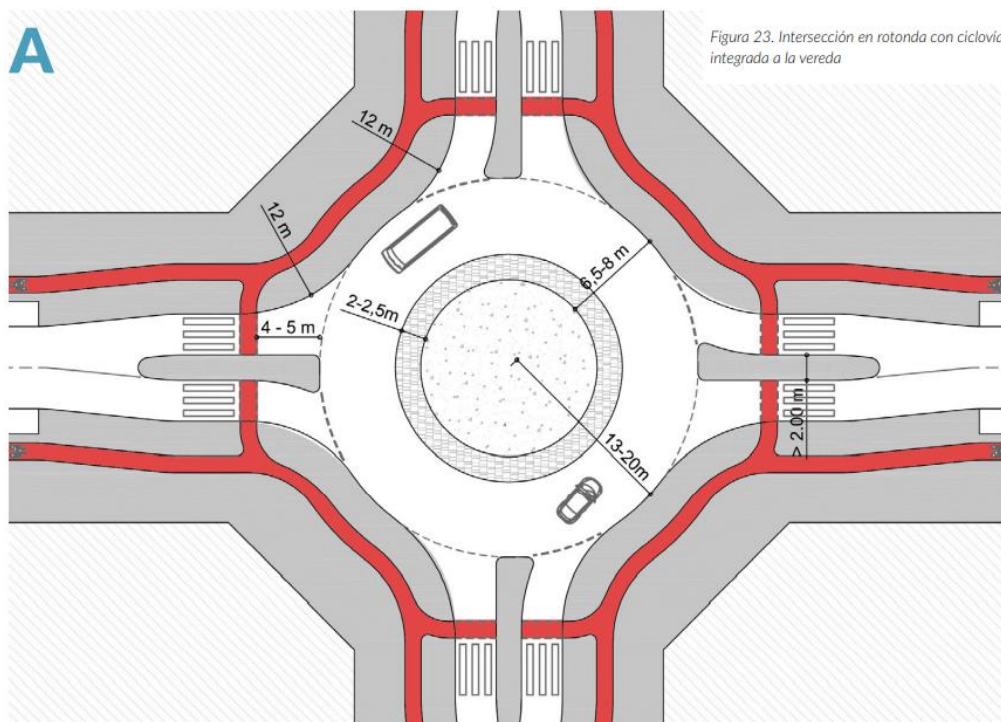 A
Figura 23. Intersección en rotonda con ciclovía
integrada a la vereda
12 m
12 m
6,5-8 m
2-2,5m
4 - 5 m
13-20m
> 2.00 m